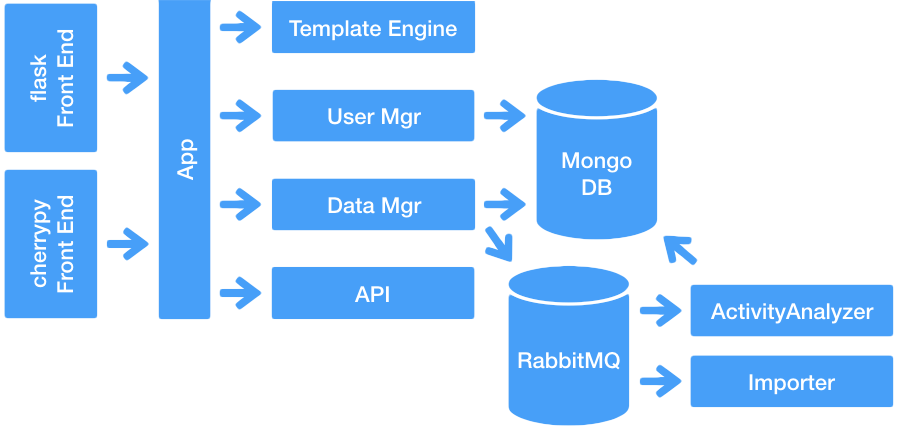 flask
Front End
cherrypy
Front End
App
Template Engine
User Mgr
Data Mgr
API
Mongo
DB
RabbitMQ
ActivityAnalyzer
Importer